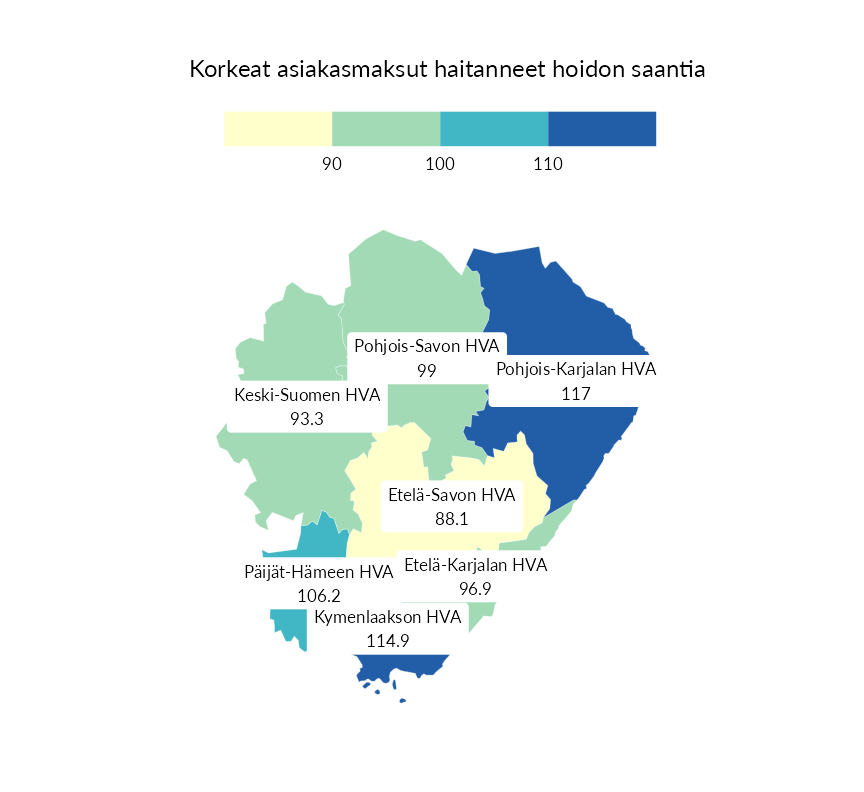 Korkeat asiakasmaksut haitanneet hoidon saantia
90
100
110
Pohjois-Savon HVA
99
Pohjois-Karjalan HVA
117
Keski-Suomen HVA
93.3
Etelä-Savon HVA
88.1
Päijät-Hämeen HVA
106.2
Etelä-Karjalan HVA
96.9
Kymenlaakson HVA
114.9